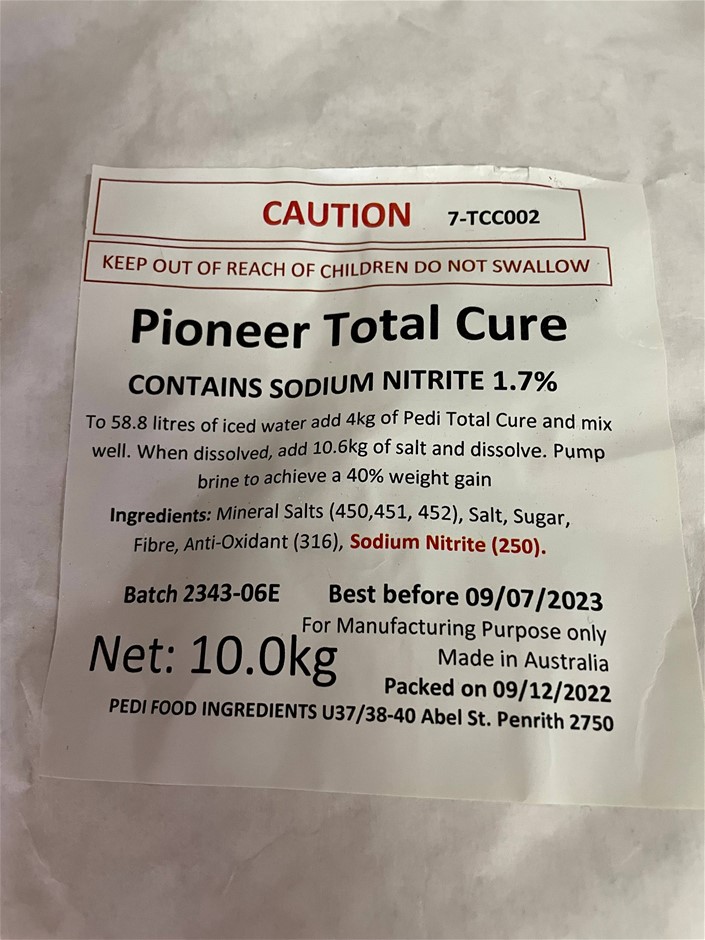 CAUTION 7-TCC002
KEEP OUT OF REACH OF CHILDREN DO NOT SWALLOW
Pioneer Total Cure
CONTAINS SODIUM NITRITE 1.7%
To 58.8 litres of iced water add 4kg of Pedi Total Cure and mix
well. When dissolved, add 10.6kg of salt and dissolve. Pump
brine to achieve a 40% weight gain
Ingredients: Mineral Salts (450,451, 452), Salt, Sugar,
Fibre, Anti-Oxidant (316), Sodium Nitrite (250).
Batch 2343-06E Best before 09/07/2023
For Manufacturing Purpose only
Net: 10.0kg
Made in Australia
Packed on 09/12/2022
PEDI FOOD INGREDIENTS U37/38-40 Abel St. Penrith 2750